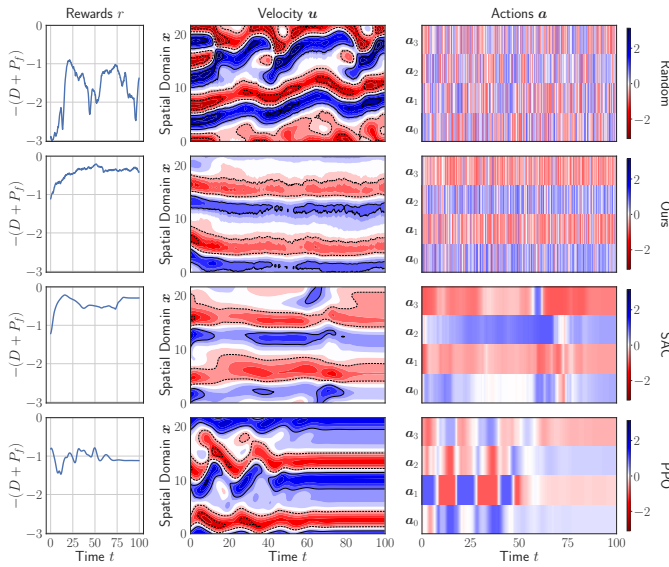 Rewards r
Velocity u
Actions a
−(D + P_f)
0
−1
−2
−3
Spatial Domain x
20
10
0
a_3
a_2
a_1
a_0
2
0
−2
Random
−(D + P_f)
0
−1
−2
−3
Spatial Domain x
20
10
0
a_3
a_2
a_1
a_0
2
0
−2
Ours
−(D + P_f)
0
−1
−2
−3
Spatial Domain x
20
10
0
a_3
a_2
a_1
a_0
2
0
−2
SAC
−(D + P_f)
0
−1
−2
−3
Spatial Domain x
20
10
0
a_3
a_2
a_1
a_0
2
0
−2
PPO
0 25 50 75 100
0 20 40 60 80 100
0 25 50 75 100
Time t
Time t
Time t